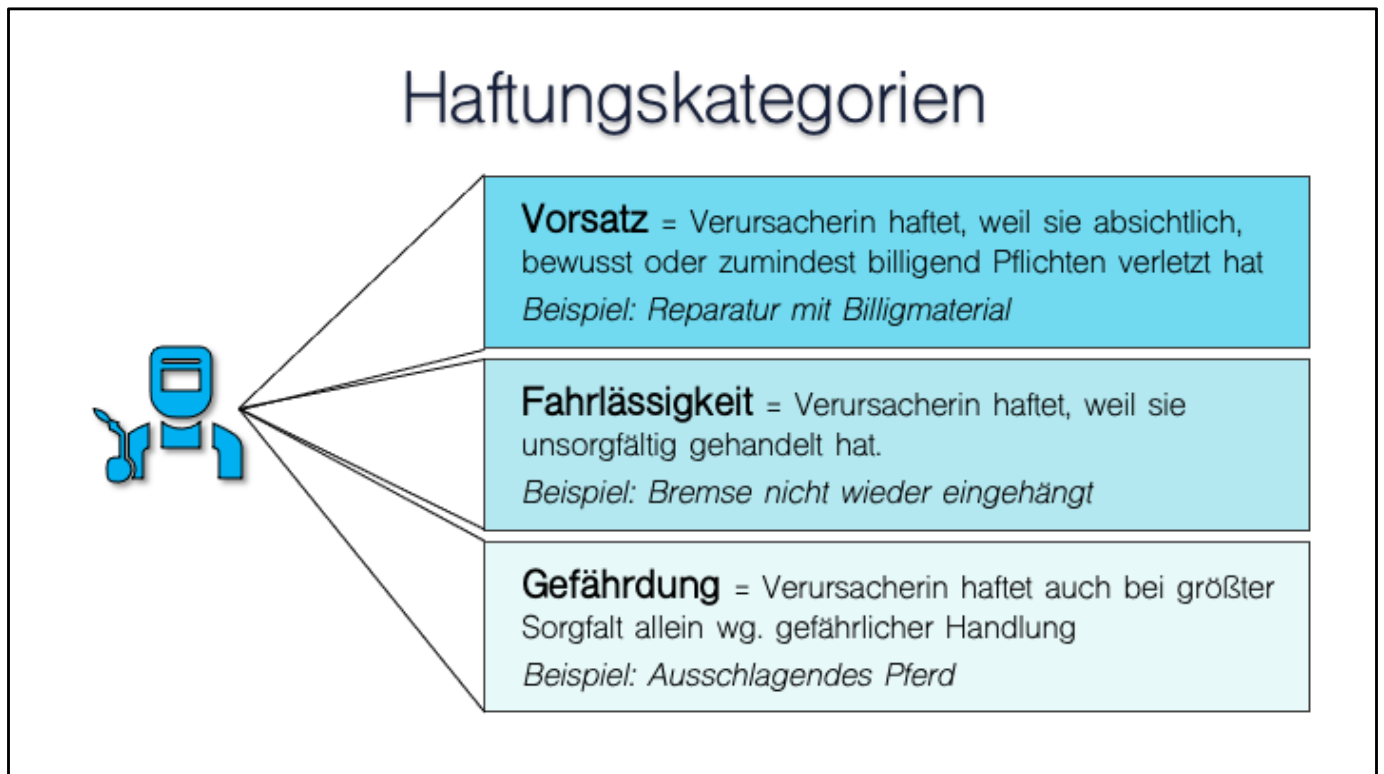 Haftungskategorien
Vorsatz = Verursacherin haftet, weil sie absichtlich,
bewusst oder zumindest billigend Pflichten verletzt hat
Beispiel: Reparatur mit Billigmaterial
Fahrlässigkeit = Verursacherin haftet, weil sie
unsorgfältig gehandelt hat.
Beispiel: Bremse nicht wieder eingehängt
Gefährdung = Verursacherin haftet auch bei größter
Sorgfalt allein wg. gefährlicher Handlung
Beispiel: Ausschlagendes Pferd